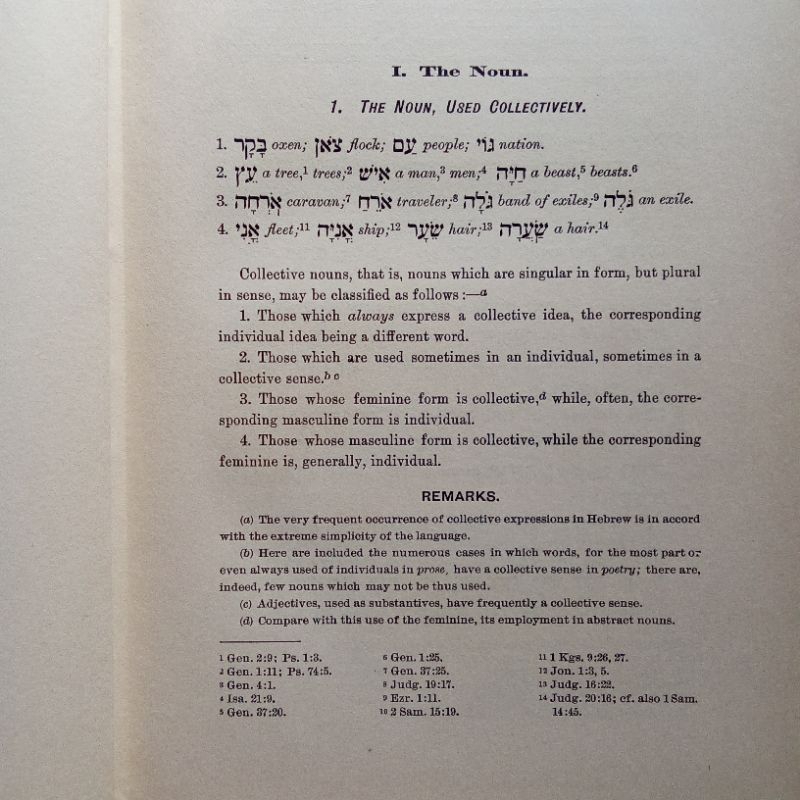 I. The Noun.
1. THE NOUN, USED COLLECTIVELY.
1. בָּקָר oxen; צֹאן flock; עַם people; גּוֹי nation.
2. עֵץ a tree,¹ trees;² אִישׁ a man,³ men;⁴ חַיָּה a beast,⁵ beasts.⁶
3. אֹרְחָה caravan;⁷ אֹרֵחַ traveler;⁸ גֹּלָה band of exiles;⁹ גֹּלֶה an exile.
4. אֳנִי fleet;¹¹ אֳנִיָּה ship;¹² שֵׂעָר hair;¹³ שַׂעֲרָה a hair.¹⁴
Collective nouns, that is, nouns which are singular in form, but plural
in sense, may be classified as follows:—a
1. Those which always express a collective idea, the corresponding
individual idea being a different word.
2. Those which are used sometimes in an individual, sometimes in a
collective sense.b c
3. Those whose feminine form is collective,d while, often, the corre-
sponding masculine form is individual.
4. Those whose masculine form is collective, while the corresponding
feminine is, generally, individual.
REMARKS.
(a) The very frequent occurrence of collective expressions in Hebrew is in accord
with the extreme simplicity of the language.
(b) Here are included the numerous cases in which words, for the most part or
even always used of individuals in prose, have a collective sense in poetry; there are,
indeed, few nouns which may not be thus used.
(c) Adjectives, used as substantives, have frequently a collective sense.
(d) Compare with this use of the feminine, its employment in abstract nouns.
1 Gen. 2:9; Ps. 1:3.
2 Gen. 1:11; Ps. 74:5.
3 Gen. 4:1.
4 Isa. 21:9.
5 Gen. 37:20.
6 Gen. 1:25.
7 Gen. 37:25.
8 Judg. 19:17.
9 Ezr. 1:11.
10 2 Sam. 15:19.
11 1 Kgs. 9:26, 27.
12 Jon. 1:3, 5.
13 Judg. 16:22.
14 Judg. 20:16; cf. also 1 Sam.
14:45.